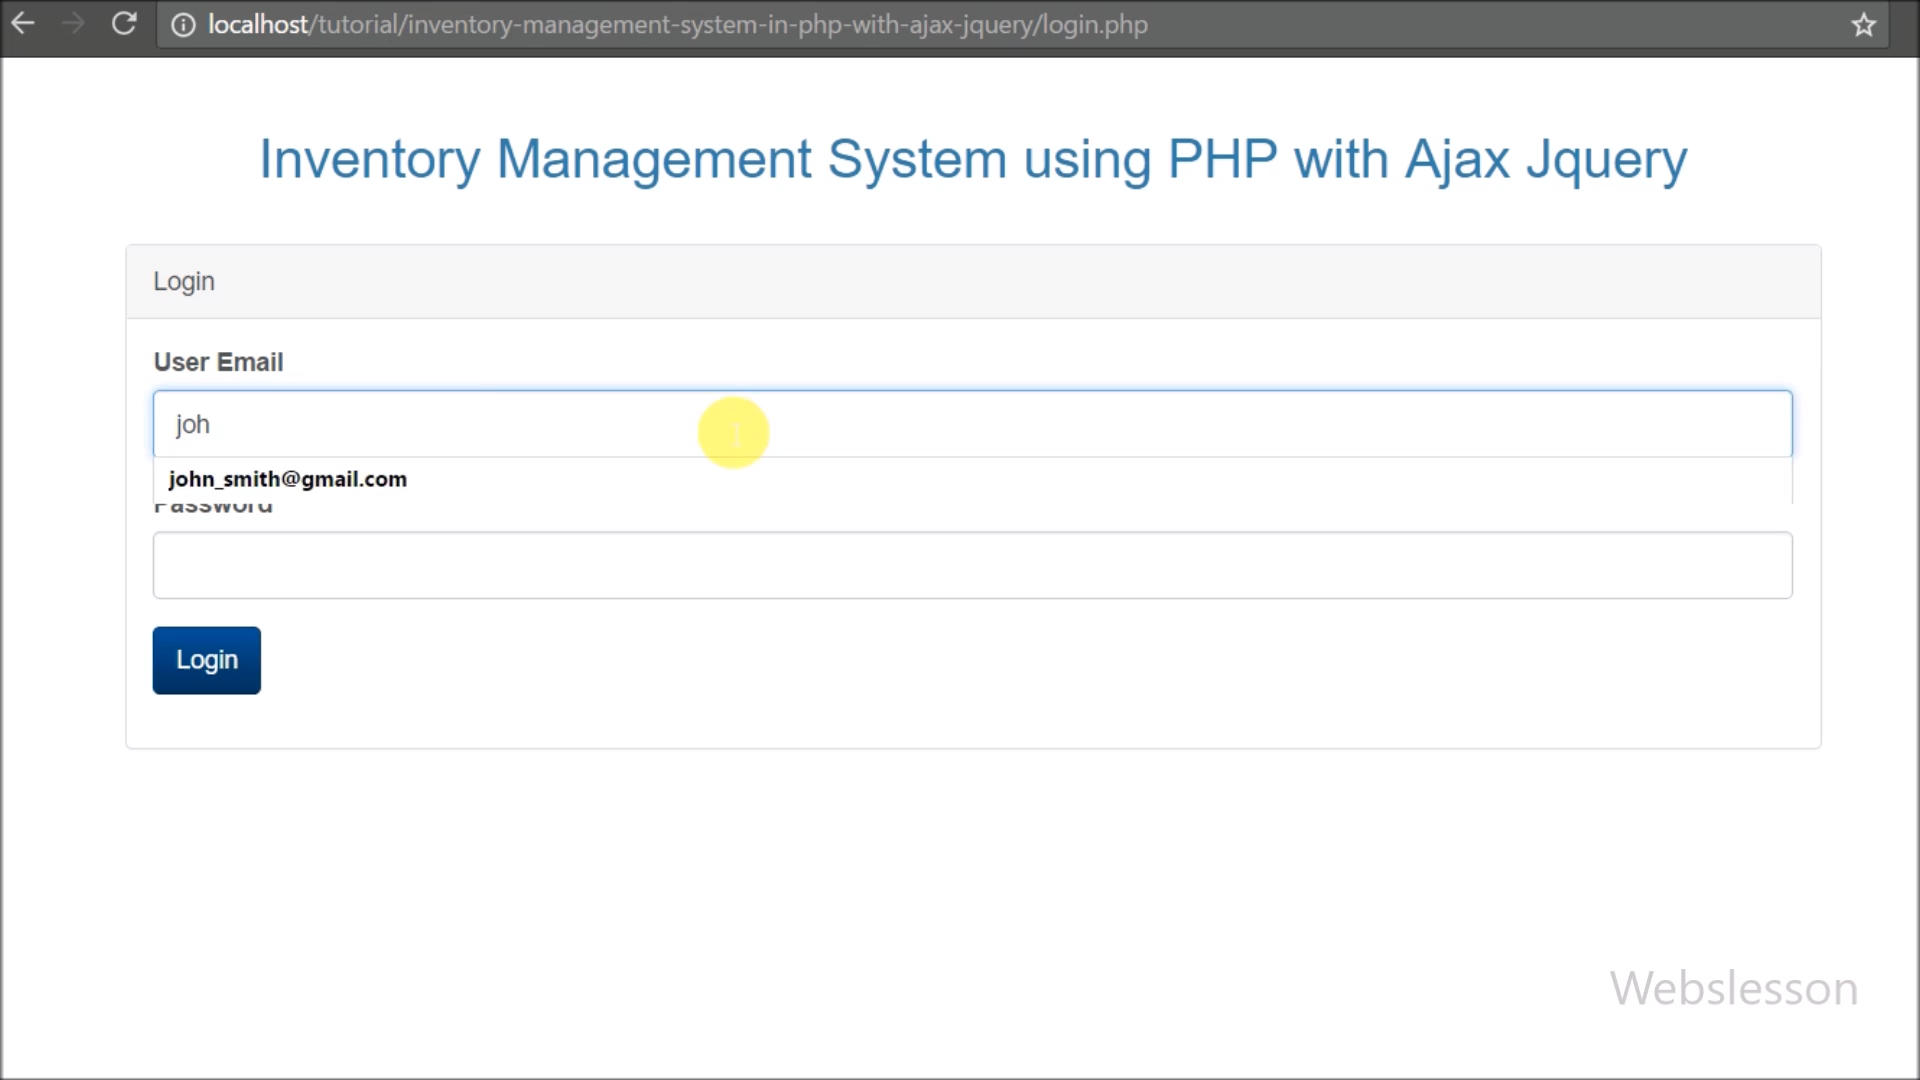 localhost/tutorial/inventory-management-system-in-php-with-ajax-jquery/login.php
Inventory Management System using PHP with Ajax Jquery
Login
User Email
joh
john_smith@gmail.com
Password
Login
Webslesson